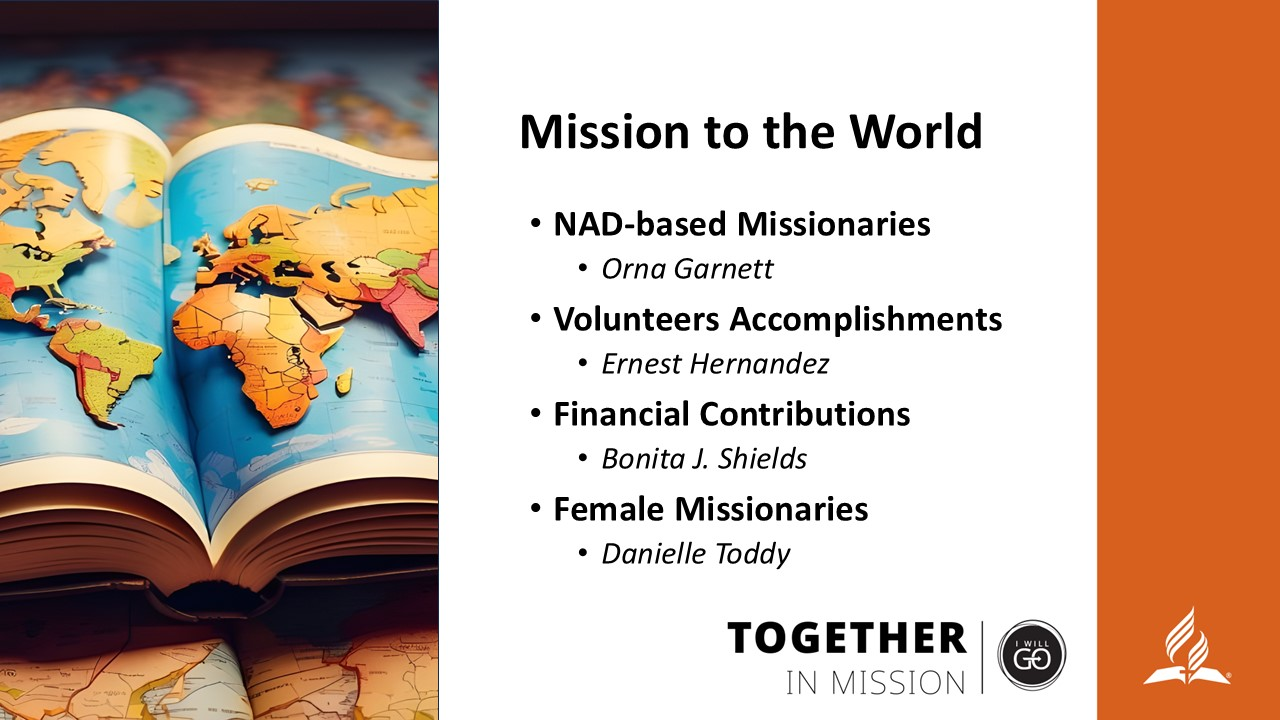 Mission to the World
• NAD-based Missionaries
• Orna Garnett
• Volunteers Accomplishments
• Ernest Hernandez
• Financial Contributions
• Bonita J. Shields
• Female Missionaries
• Danielle Toddy
TOGETHER
IN MISSION
I WILL
GO
®